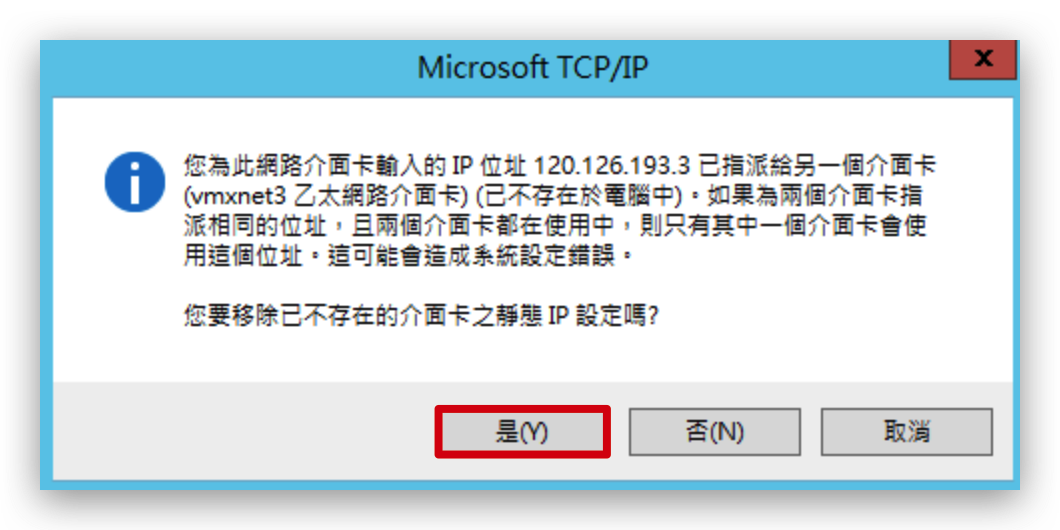 Microsoft TCP/IP
x
您為此網路介面卡輸入的 IP 位址 120.126.193.3 已指派給另一個介面卡
(vmxnet3 乙太網路介面卡) (已不存在於電腦中)。如果為兩個介面卡指
派相同的位址，且兩個介面卡都在使用中，則只有其中一個介面卡會使
用這個位址。這可能會造成系統設定錯誤。
您要移除已不存在的介面卡之靜態 IP 設定嗎?
是(Y)
否(N)
取消